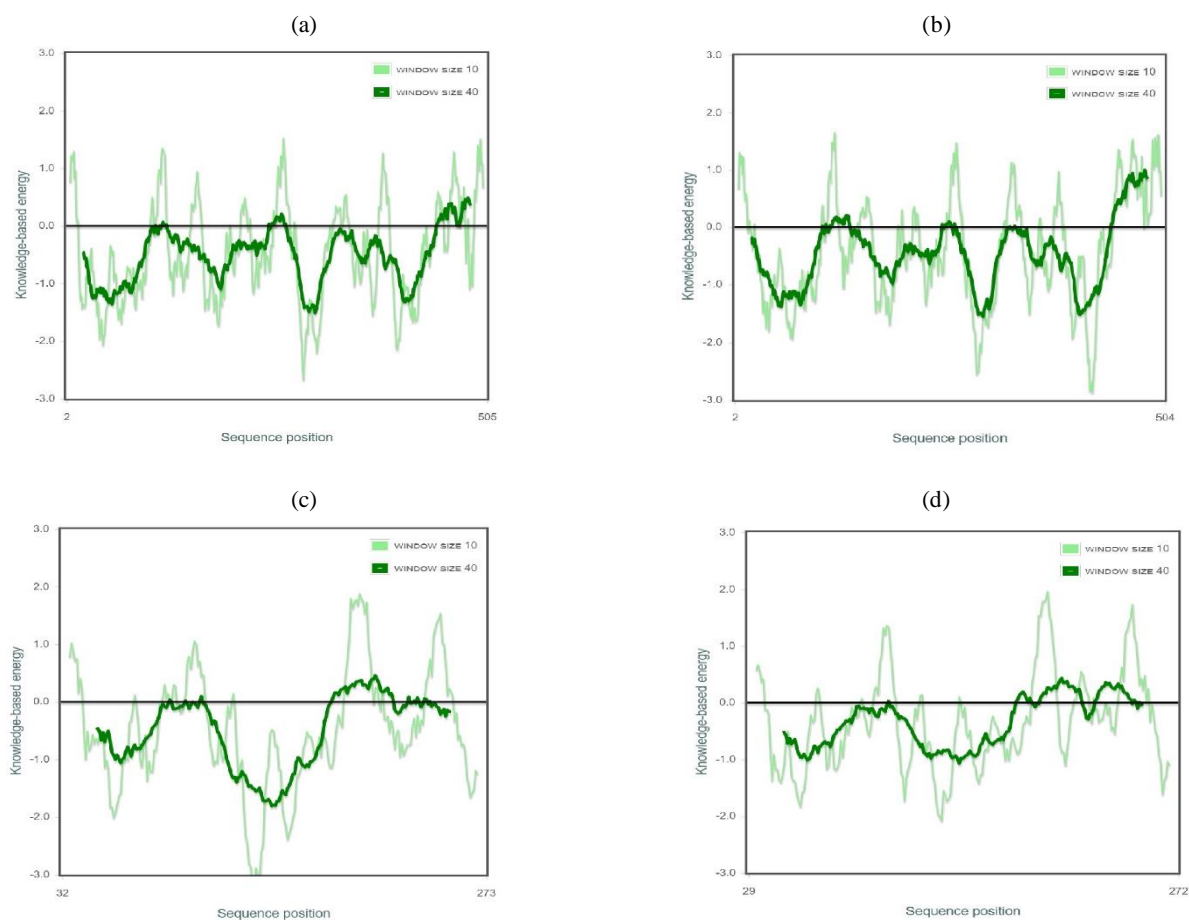 (a)
3.0
2.0
1.0
0.0
-1.0
-2.0
-3.0
Knowledge-based energy
WINDOW SIZE 10
WINDOW SIZE 40
2
505
Sequence position
(b)
3.0
2.0
1.0
0.0
-1.0
-2.0
-3.0
Knowledge-based energy
WINDOW SIZE 10
WINDOW SIZE 40
2
504
Sequence position
(c)
3.0
2.0
1.0
0.0
-1.0
-2.0
-3.0
Knowledge-based energy
WINDOW SIZE 10
WINDOW SIZE 40
32
273
Sequence position
(d)
3.0
2.0
1.0
0.0
-1.0
-2.0
-3.0
Knowledge-based energy
WINDOW SIZE 10
WINDOW SIZE 40
29
272
Sequence position